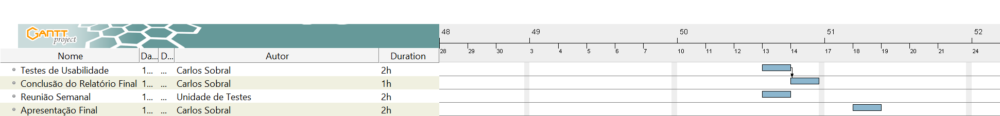 GANTT
project
48 49 50 51 52
28 29 30 3 4 5 6 7 10 11 12 13 14 17 18 19 20 21 24
Nome Da... D... Autor Duration
Testes de Usabilidade 1... ... Carlos Sobral 2h
Conclusão do Relatório Final 1... ... Carlos Sobral 1h
Reunião Semanal 1... ... Unidade de Testes 2h
Apresentação Final 1... ... Carlos Sobral 2h